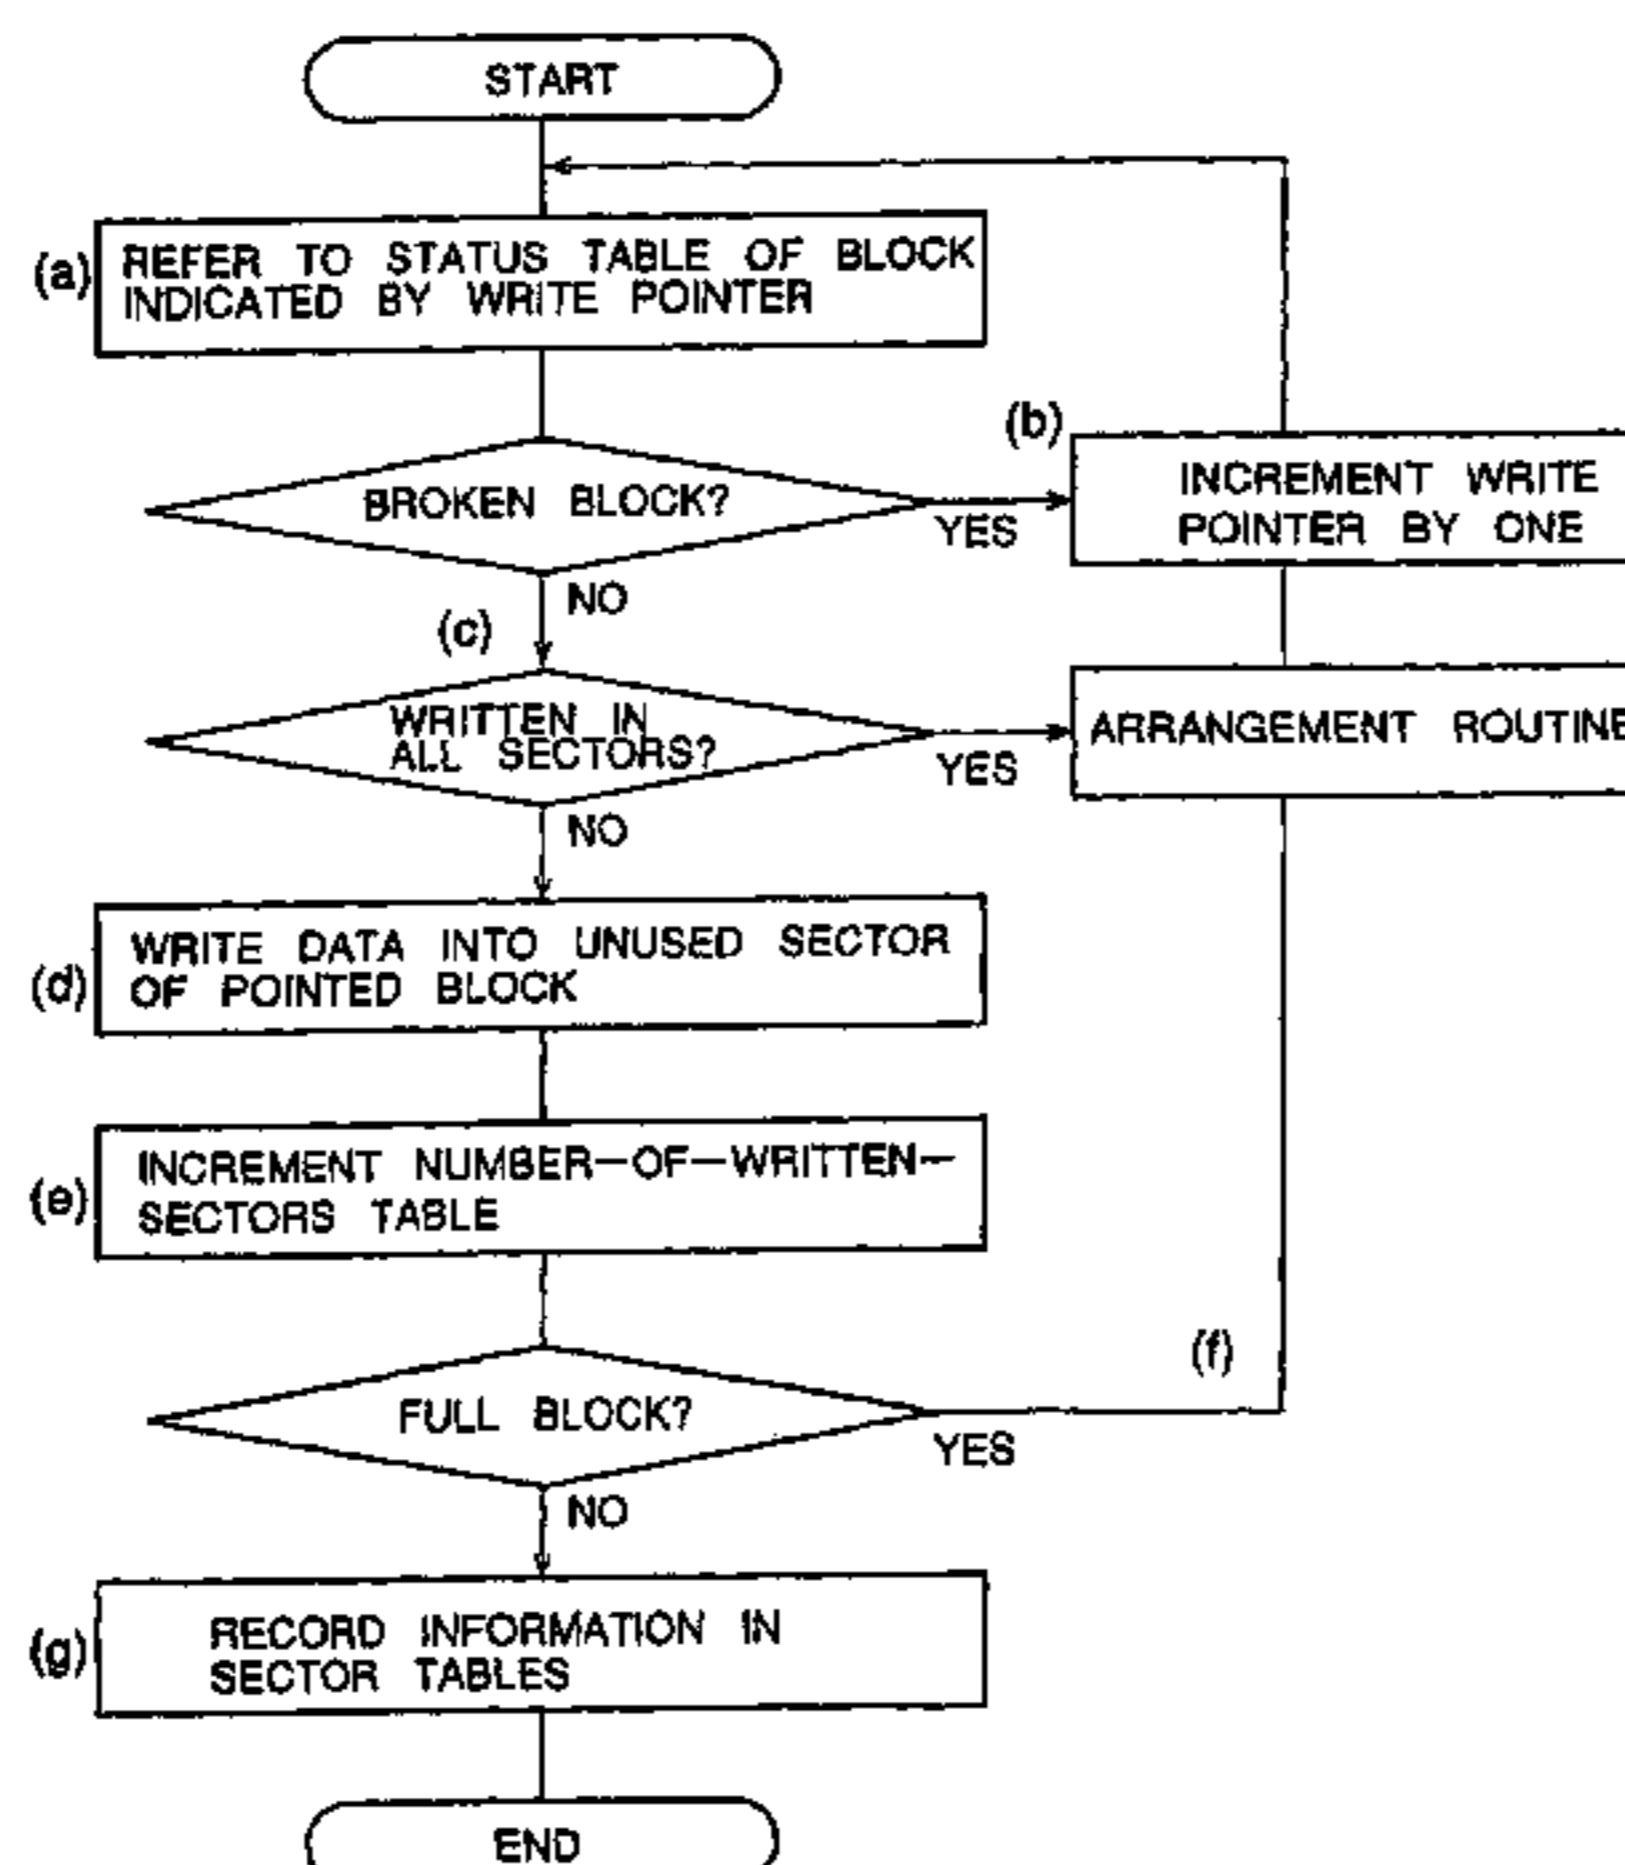 START
(a)
REFER TO STATUS TABLE OF BLOCK
INDICATED BY WRITE POINTER
BROKEN BLOCK?
YES
NO
(b)
INCREMENT WRITE
POINTER BY ONE
(c)
WRITTEN IN
ALL SECTORS?
YES
NO
ARRANGEMENT ROUTINE
(d)
WRITE DATA INTO UNUSED SECTOR
OF POINTED BLOCK
(e)
INCREMENT NUMBER-OF-WRITTEN-
SECTORS TABLE
FULL BLOCK?
YES
NO
(f)
(g)
RECORD INFORMATION IN
SECTOR TABLES
END